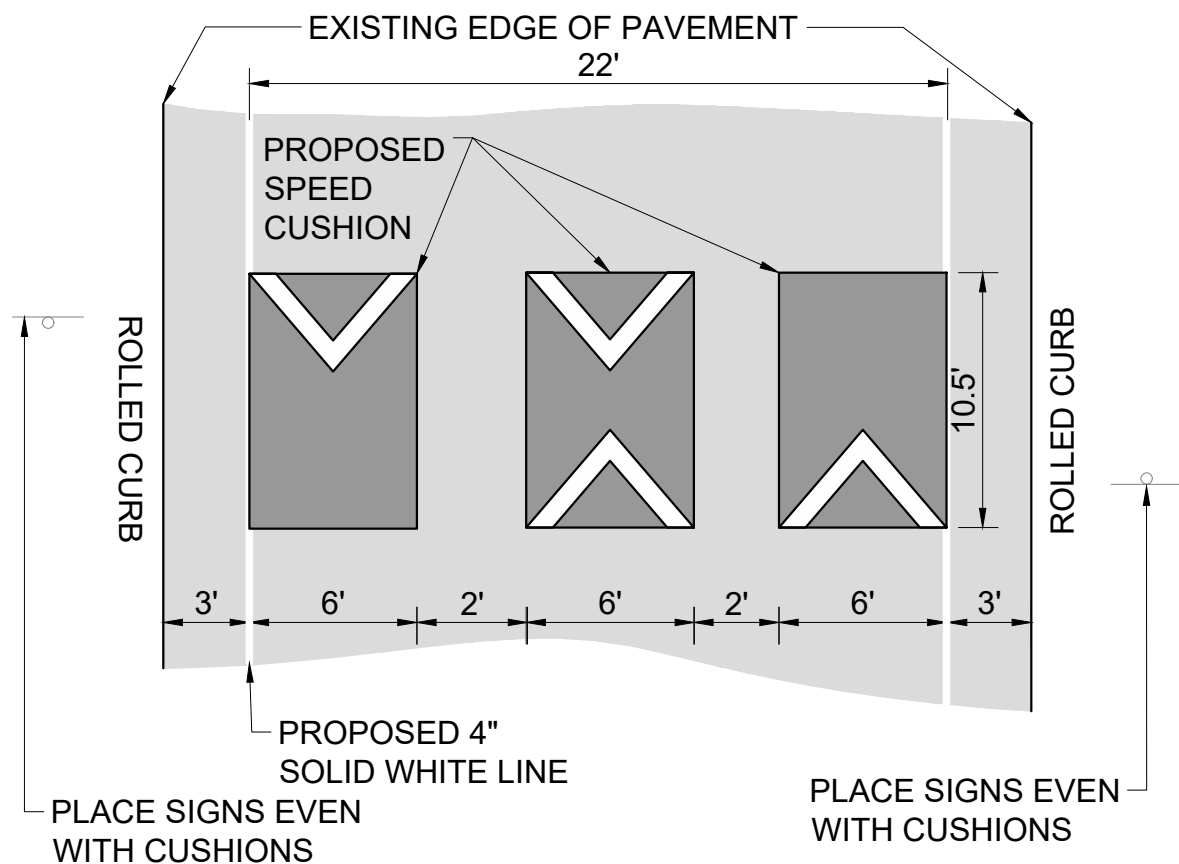 EXISTING EDGE OF PAVEMENT
22'
PROPOSED
SPEED
CUSHION
ROLLED CURB
ROLLED CURB
10.5'
3'
6'
2'
6'
2'
6'
3'
PROPOSED 4"
SOLID WHITE LINE
PLACE SIGNS EVEN
WITH CUSHIONS
PLACE SIGNS EVEN
WITH CUSHIONS